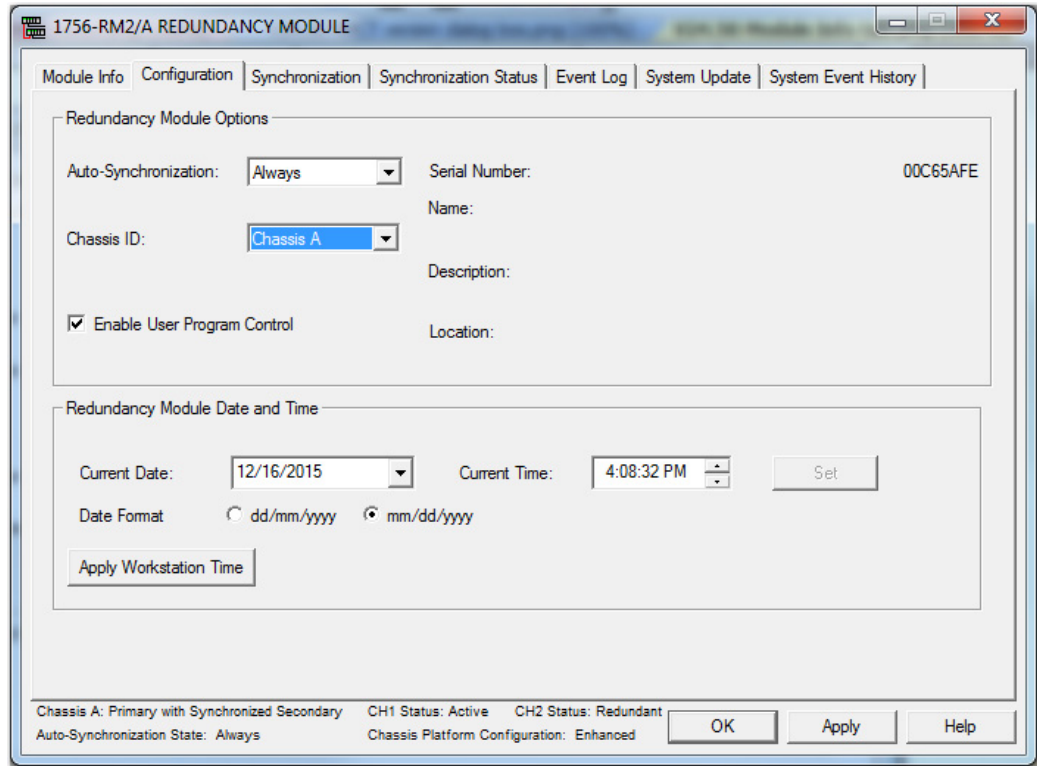 1756-RM2/A REDUNDANCY MODULE
Module Info Configuration Synchronization Synchronization Status Event Log System Update System Event History
Redundancy Module Options
Auto-Synchronization: Always Serial Number: 00C65AFE
Name:
Chassis ID: Chassis A
Description:
Enable User Program Control
Location:
Redundancy Module Date and Time
Current Date: 12/16/2015 Current Time: 4:08:32 PM Set
Date Format dd/mm/yyyy mm/dd/yyyy
Apply Workstation Time
Chassis A: Primary with Synchronized Secondary CH1 Status: Active CH2 Status: Redundant
OK Apply Help
Auto-Synchronization State: Always Chassis Platform Configuration: Enhanced